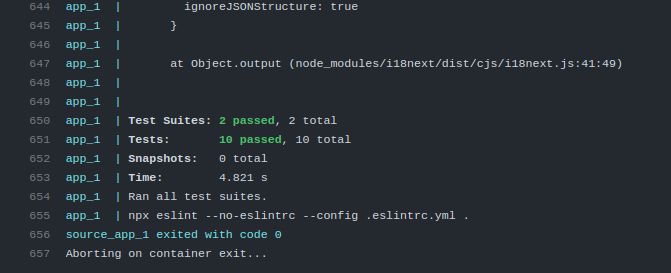 644 app_1 | ignoreJSONStructure: true
645 app_1 | }
646 app_1 |
647 app_1 | at Object.output (node_modules/i18next/dist/cjs/i18next.js:41:49)
648 app_1 |
649 app_1 |
650 app_1 | Test Suites: 2 passed, 2 total
651 app_1 | Tests: 10 passed, 10 total
652 app_1 | Snapshots: 0 total
653 app_1 | Time: 4.821 s
654 app_1 | Ran all test suites.
655 app_1 | npx eslint --no-eslintrc --config .eslintrc.yml .
656 source_app_1 exited with code 0
657 Aborting on container exit...